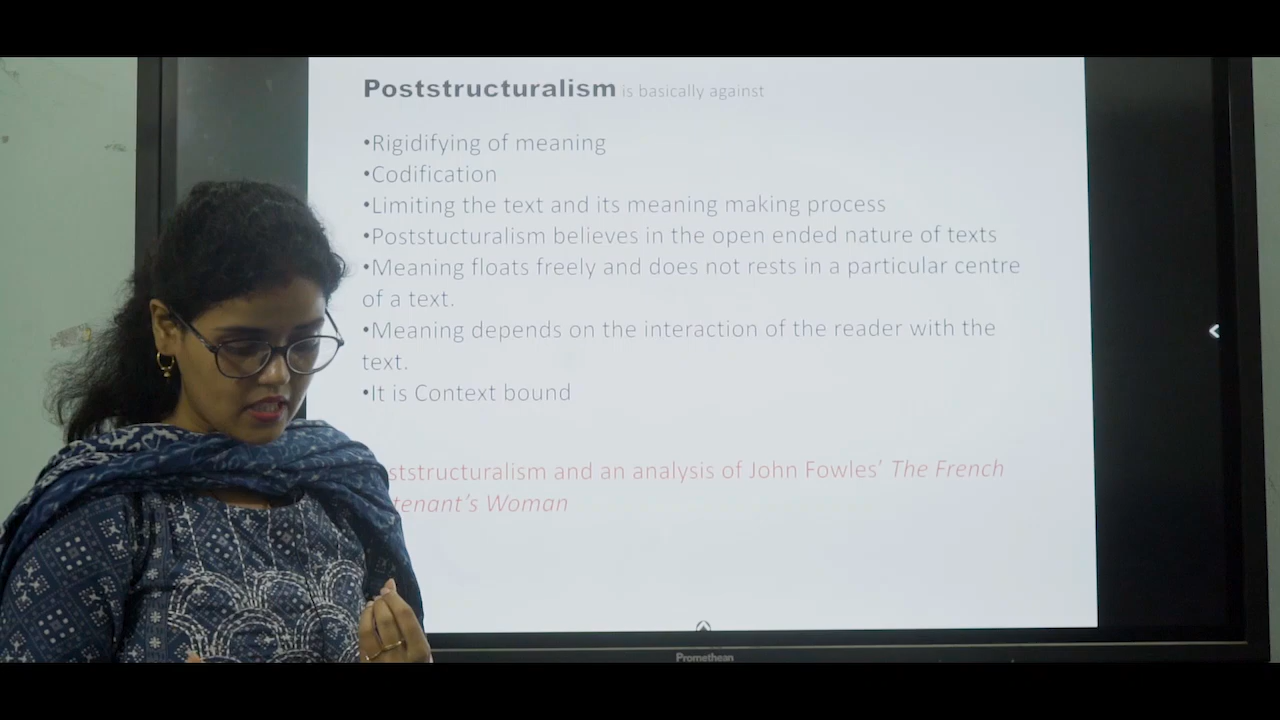 Poststructuralism is basically against
•Rigidifying of meaning
•Codification
•Limiting the text and its meaning making process
•Poststucturalism believes in the open ended nature of texts
•Meaning floats freely and does not rests in a particular centre
of a text.
•Meaning depends on the interaction of the reader with the
text.
•It is Context bound
ststructuralism and an analysis of John Fowles’ The French
tenant’s Woman
Promethean